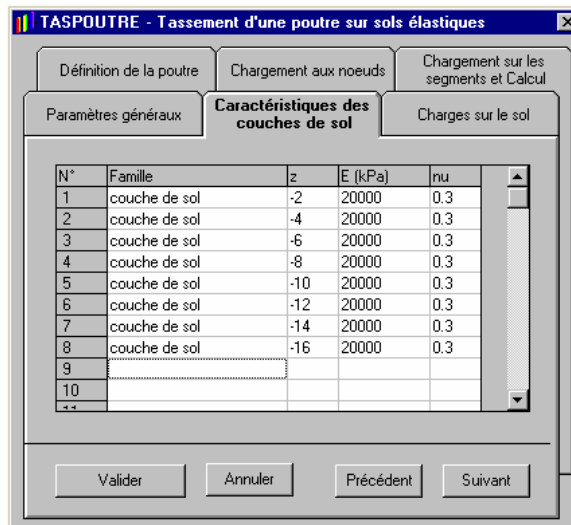 TASPOUTRE - Tassement d'une poutre sur sols élastiques
Définition de la poutre
Chargement aux noeuds
Chargement sur les
segments et Calcul
Paramètres généraux
Caractéristiques des
couches de sol
Charges sur le sol
N° Famille z E (kPa) nu
1 couche de sol -2 20000 0.3
2 couche de sol -4 20000 0.3
3 couche de sol -6 20000 0.3
4 couche de sol -8 20000 0.3
5 couche de sol -10 20000 0.3
6 couche de sol -12 20000 0.3
7 couche de sol -14 20000 0.3
8 couche de sol -16 20000 0.3
9
10
Valider Annuler Précédent Suivant